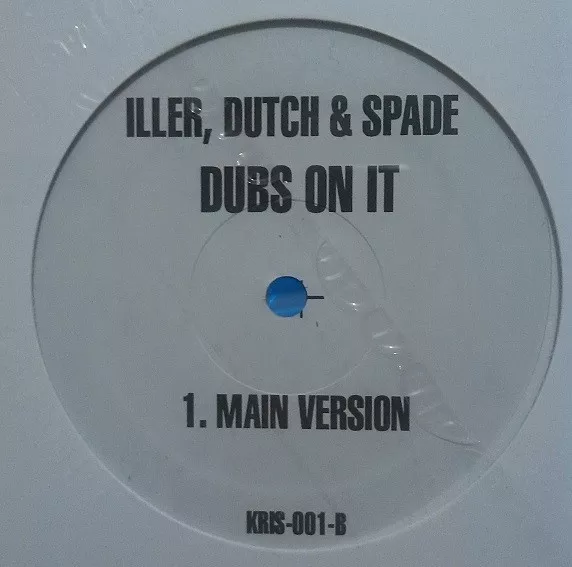 ILLER, DUTCH & SPADE
DUBS ON IT
1. MAIN VERSION
KRIS-001-B